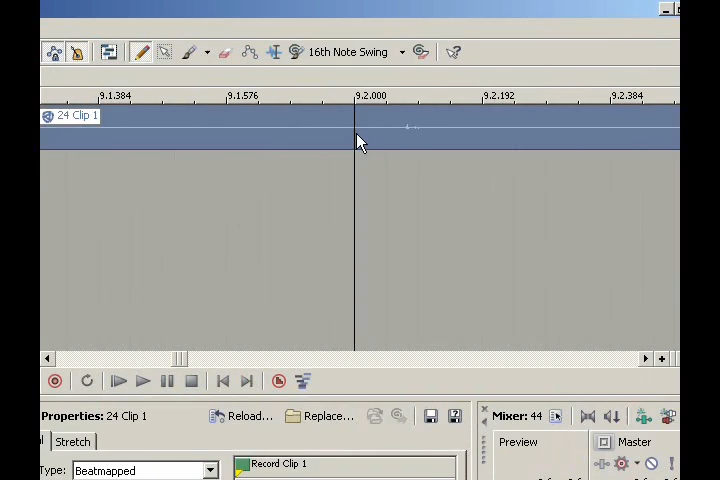 16th Note Swing
9.1.384 9.1.576 9.2.000 9.2.192 9.2.384
24 Clip 1
Properties: 24 Clip 1 Reload... Replace... Mixer: 44
Stretch Preview Master
Type: Beatmapped Record Clip 1